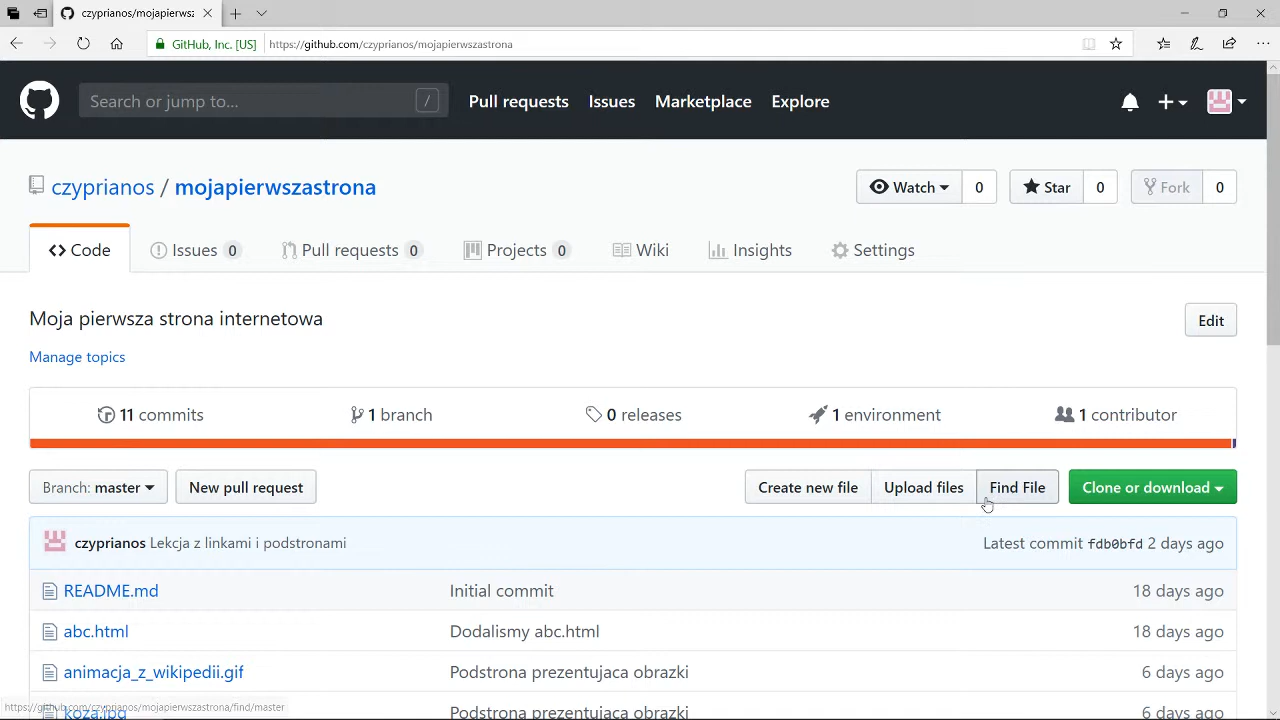 czyprianos/mojapierwsz:
GitHub, Inc. [US] https://github.com/czyprianos/mojapierwszastrona
Search or jump to... /
Pull requests Issues Marketplace Explore
czyprianos / mojapierwszastrona
Watch 0 Star 0 Fork 0
Code Issues 0 Pull requests 0 Projects 0 Wiki Insights Settings
Moja pierwsza strona internetowa
Edit
Manage topics
11 commits 1 branch 0 releases 1 environment 1 contributor
Branch: master New pull request Create new file Upload files Find File Clone or download
czyprianos Lekcja z linkami i podstronami Latest commit fdb0bfd 2 days ago
README.md Initial commit 18 days ago
abc.html Dodalismy abc.html 18 days ago
animacja_z_wikipedii.gif Podstrona prezentujaca obrazki 6 days ago
koza.jpg Podstrona prezentujaca obrazki 6 days ago
https://github.com/czyprianos/mojapierwszastrona/find/master